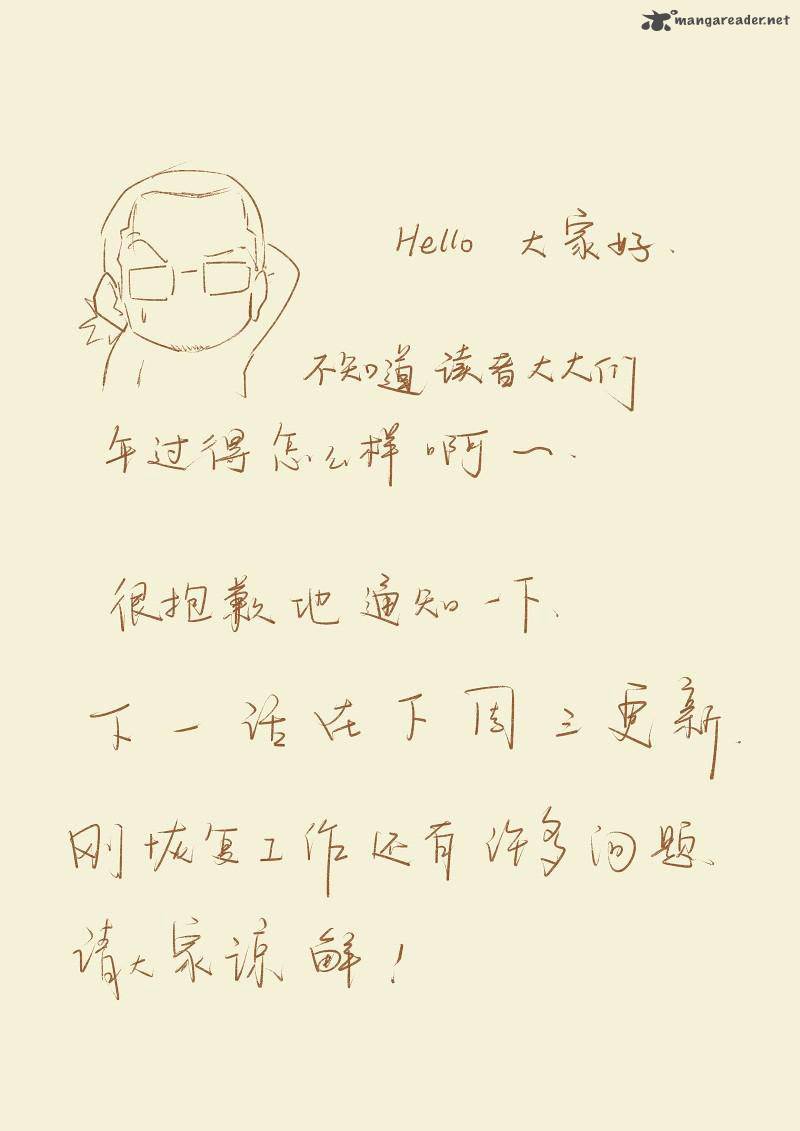 mangareader.net
Hello 大家好.
不知道读者大大们
年过得怎么样啊~.
很抱歉地通知一下.
下一话在下周三更新.
刚恢复工作还有许多问题.
请大家谅解!